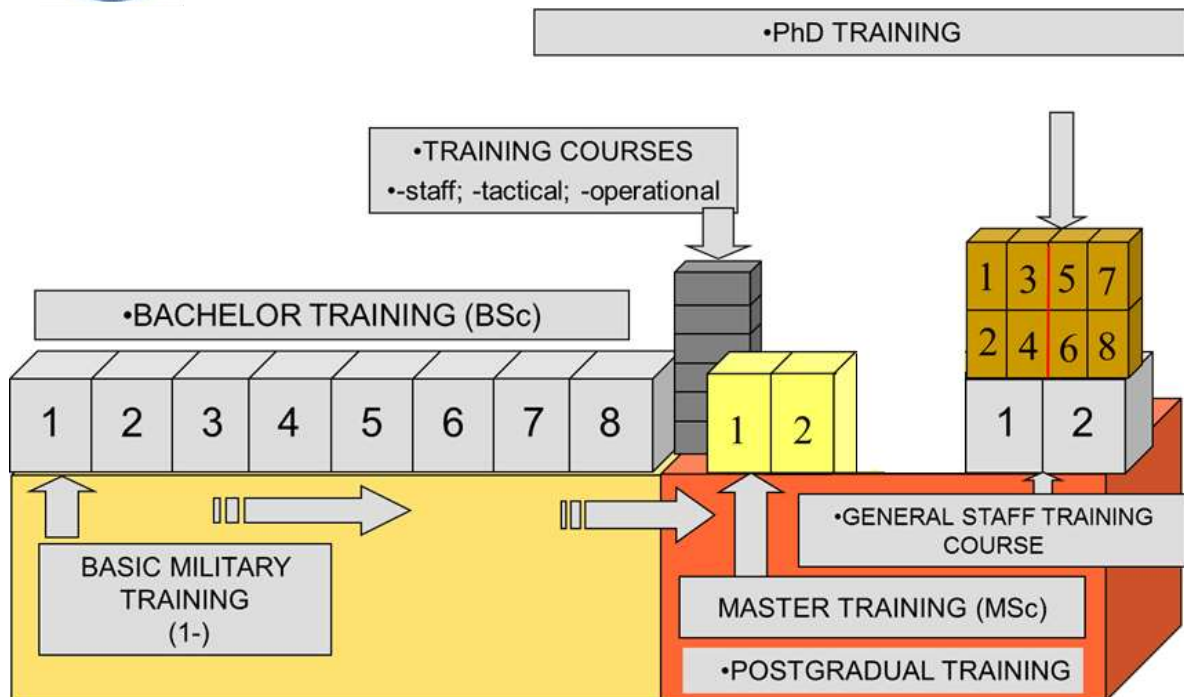 •PhD TRAINING
•TRAINING COURSES
•-staff; -tactical; -operational
•BACHELOR TRAINING (BSc)
1 3 5 7
2 4 6 8
1 2 3 4 5 6 7 8
1 2
1 2
BASIC MILITARY
TRAINING
(1-)
•GENERAL STAFF TRAINING
COURSE
MASTER TRAINING (MSc)
•POSTGRADUAL TRAINING